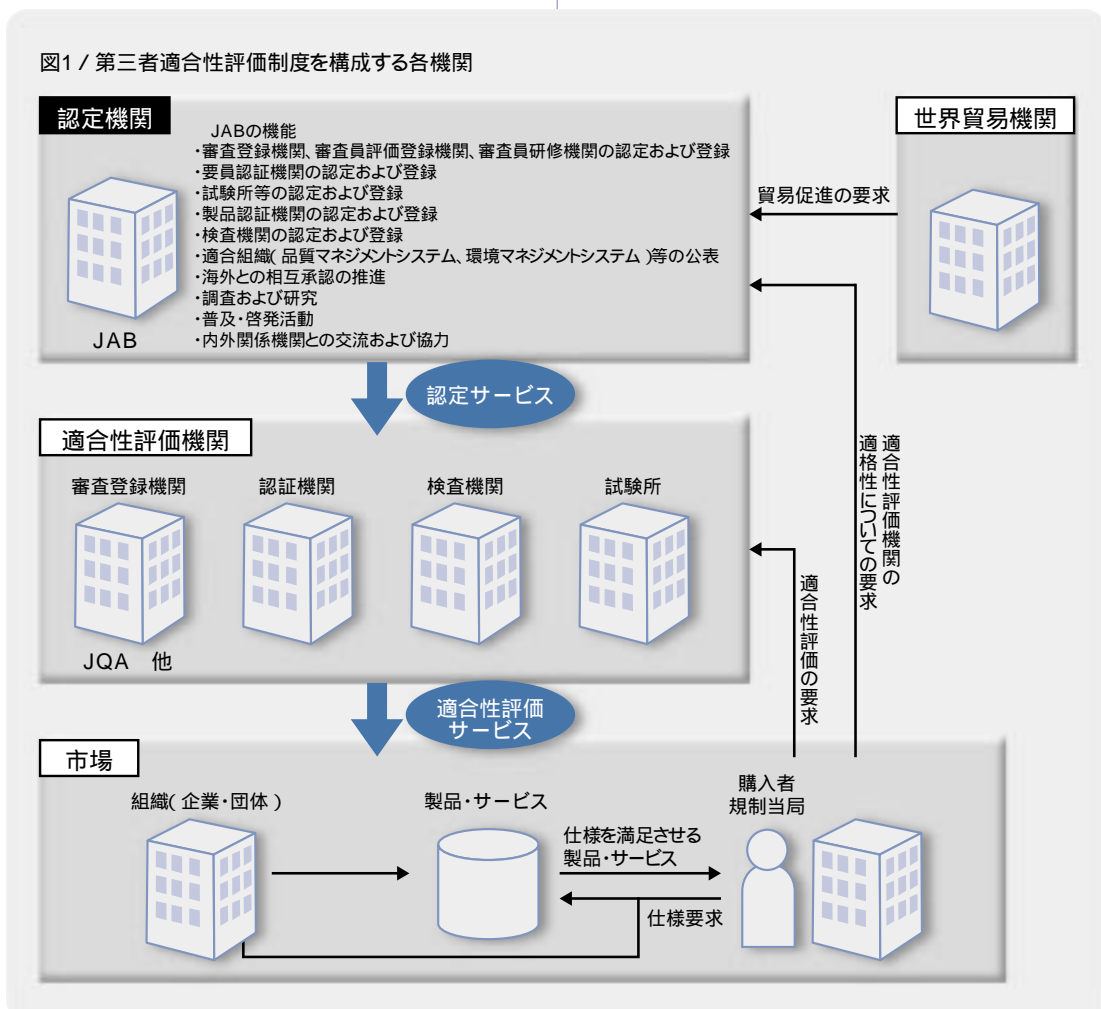 図1 / 第三者適合性評価制度を構成する各機関
認定機関
JABの機能
・審査登録機関、審査員評価登録機関、審査員研修機関の認定および登録
・要員認証機関の認定および登録
・試験所等の認定および登録
・製品認証機関の認定および登録
・検査機関の認定および登録
・適合組織( 品質マネジメントシステム、環境マネジメントシステム )等の公表
・海外との相互承認の推進
・調査および研究
・普及・啓発活動
・内外関係機関との交流および協力
JAB
世界貿易機関
貿易促進の要求
認定サービス
適合性評価機関の
適格性についての要求
適合性評価機関
審査登録機関
認証機関
検査機関
試験所
JQA 他
適合性評価の要求
適合性評価
サービス
市場
組織( 企業・団体 )
製品・サービス
仕様を満足させる
製品・サービス
購入者
規制当局
仕様要求